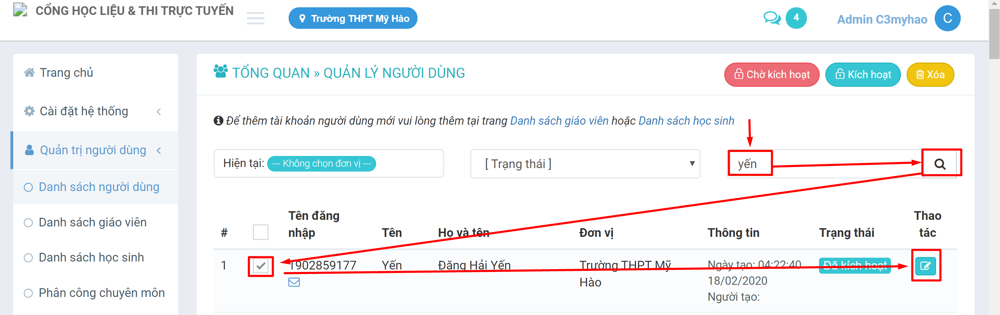 CỔNG HỌC LIỆU & THI TRỰC TUYẾN
Trường THPT Mỹ Hào
4
Admin C3myhao
C
Trang chủ
Cài đặt hệ thống
Quản trị người dùng
Danh sách người dùng
Danh sách giáo viên
Danh sách học sinh
Phân công chuyên môn
TỔNG QUAN » QUẢN LÝ NGƯỜI DÙNG
Chờ kích hoạt
Kích hoạt
Xóa
Để thêm tài khoản người dùng mới vui lòng thêm tại trang Danh sách giáo viên hoặc Danh sách học sinh
Hiện tại: --- Không chọn đơn vị ---
[ Trạng thái ]
yến
# Tên đăng nhập Tên Họ và tên Đơn vị Thông tin Trạng thái Thao tác
1 1902859177 Yến Đăng Hải Yến Trường THPT Mỹ Ngày tạo: 04:22:40 Đã kích hoạt
Hào 18/02/2020
Người tạo: